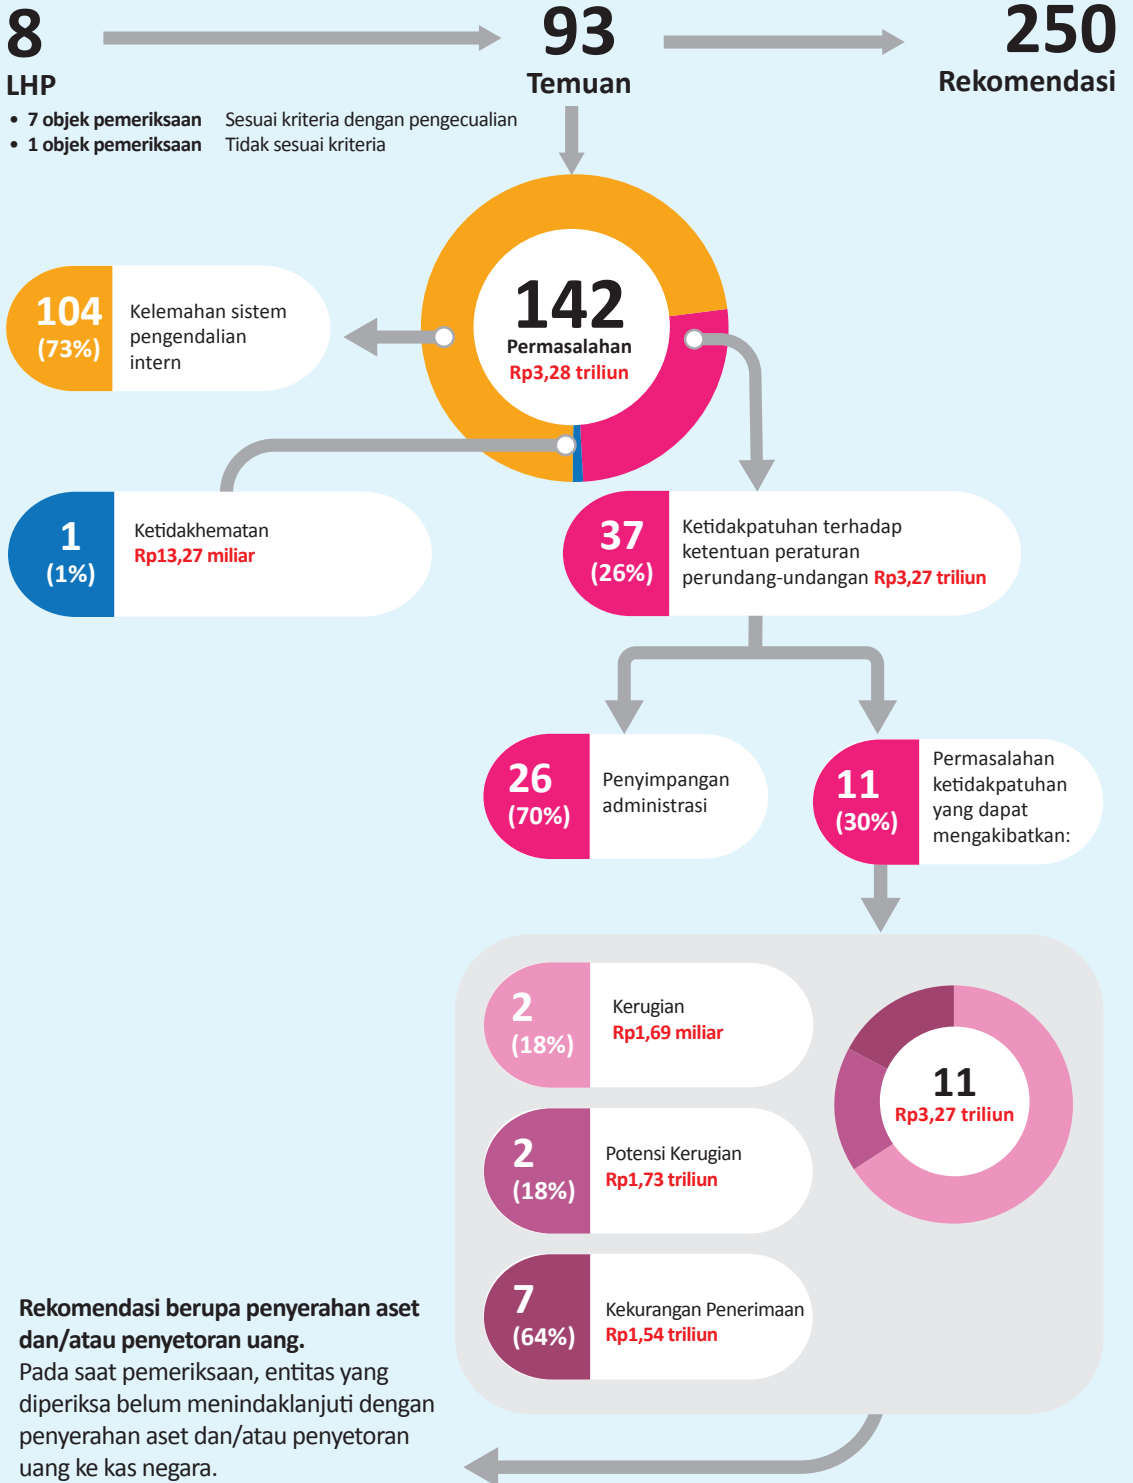 8
LHP
93
Temuan
250
Rekomendasi
• 7 objek pemeriksaan Sesuai kriteria dengan pengecualian
• 1 objek pemeriksaan Tidak sesuai kriteria
142
Permasalahan
Rp3,28 triliun
104
(73%)
Kelemahan sistem
pengendalian
intern
1
(1%)
Ketidakhematan
Rp13,27 miliar
37
(26%)
Ketidakpatuhan terhadap
ketentuan peraturan
perundang-undangan Rp3,27 triliun
26
(70%)
Penyimpangan
administrasi
11
(30%)
Permasalahan
ketidakpatuhan
yang dapat
mengakibatkan:
2
(18%)
Kerugian
Rp1,69 miliar
2
(18%)
Potensi Kerugian
Rp1,73 triliun
7
(64%)
Kekurangan Penerimaan
Rp1,54 triliun
11
Rp3,27 triliun
Rekomendasi berupa penyerahan aset
dan/atau penyetoran uang.
Pada saat pemeriksaan, entitas yang
diperiksa belum menindaklanjuti dengan
penyerahan aset dan/atau penyetoran
uang ke kas negara.